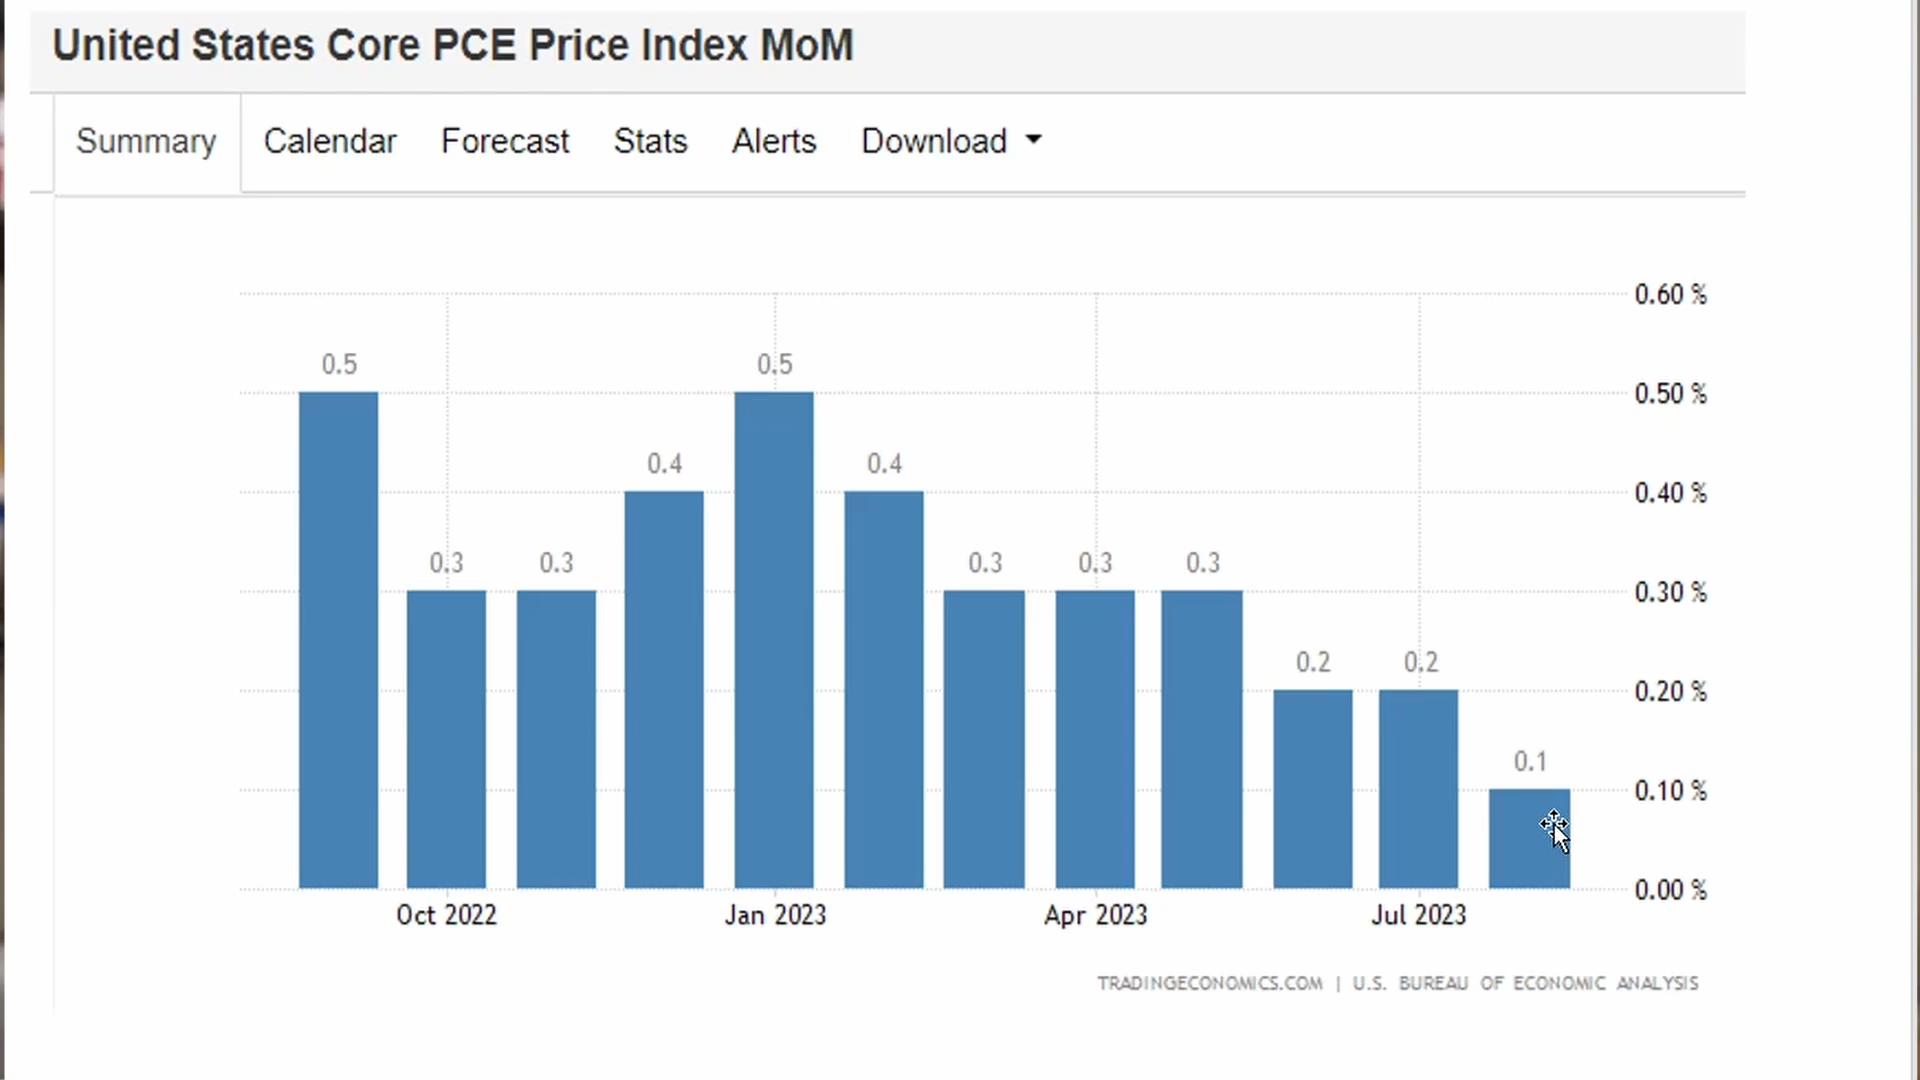 United States Core PCE Price Index MoM
Summary Calendar Forecast Stats Alerts Download
0.60 %
0.5 0.5
0.50 %
0.4 0.4
0.40 %
0.3 0.3 0.3 0.3 0.3
0.30 %
0.2 0.2
0.20 %
0.1
0.10 %
0.00 %
Oct 2022 Jan 2023 Apr 2023 Jul 2023
TRADINGECONOMICS.COM | U.S. BUREAU OF ECONOMIC ANALYSIS